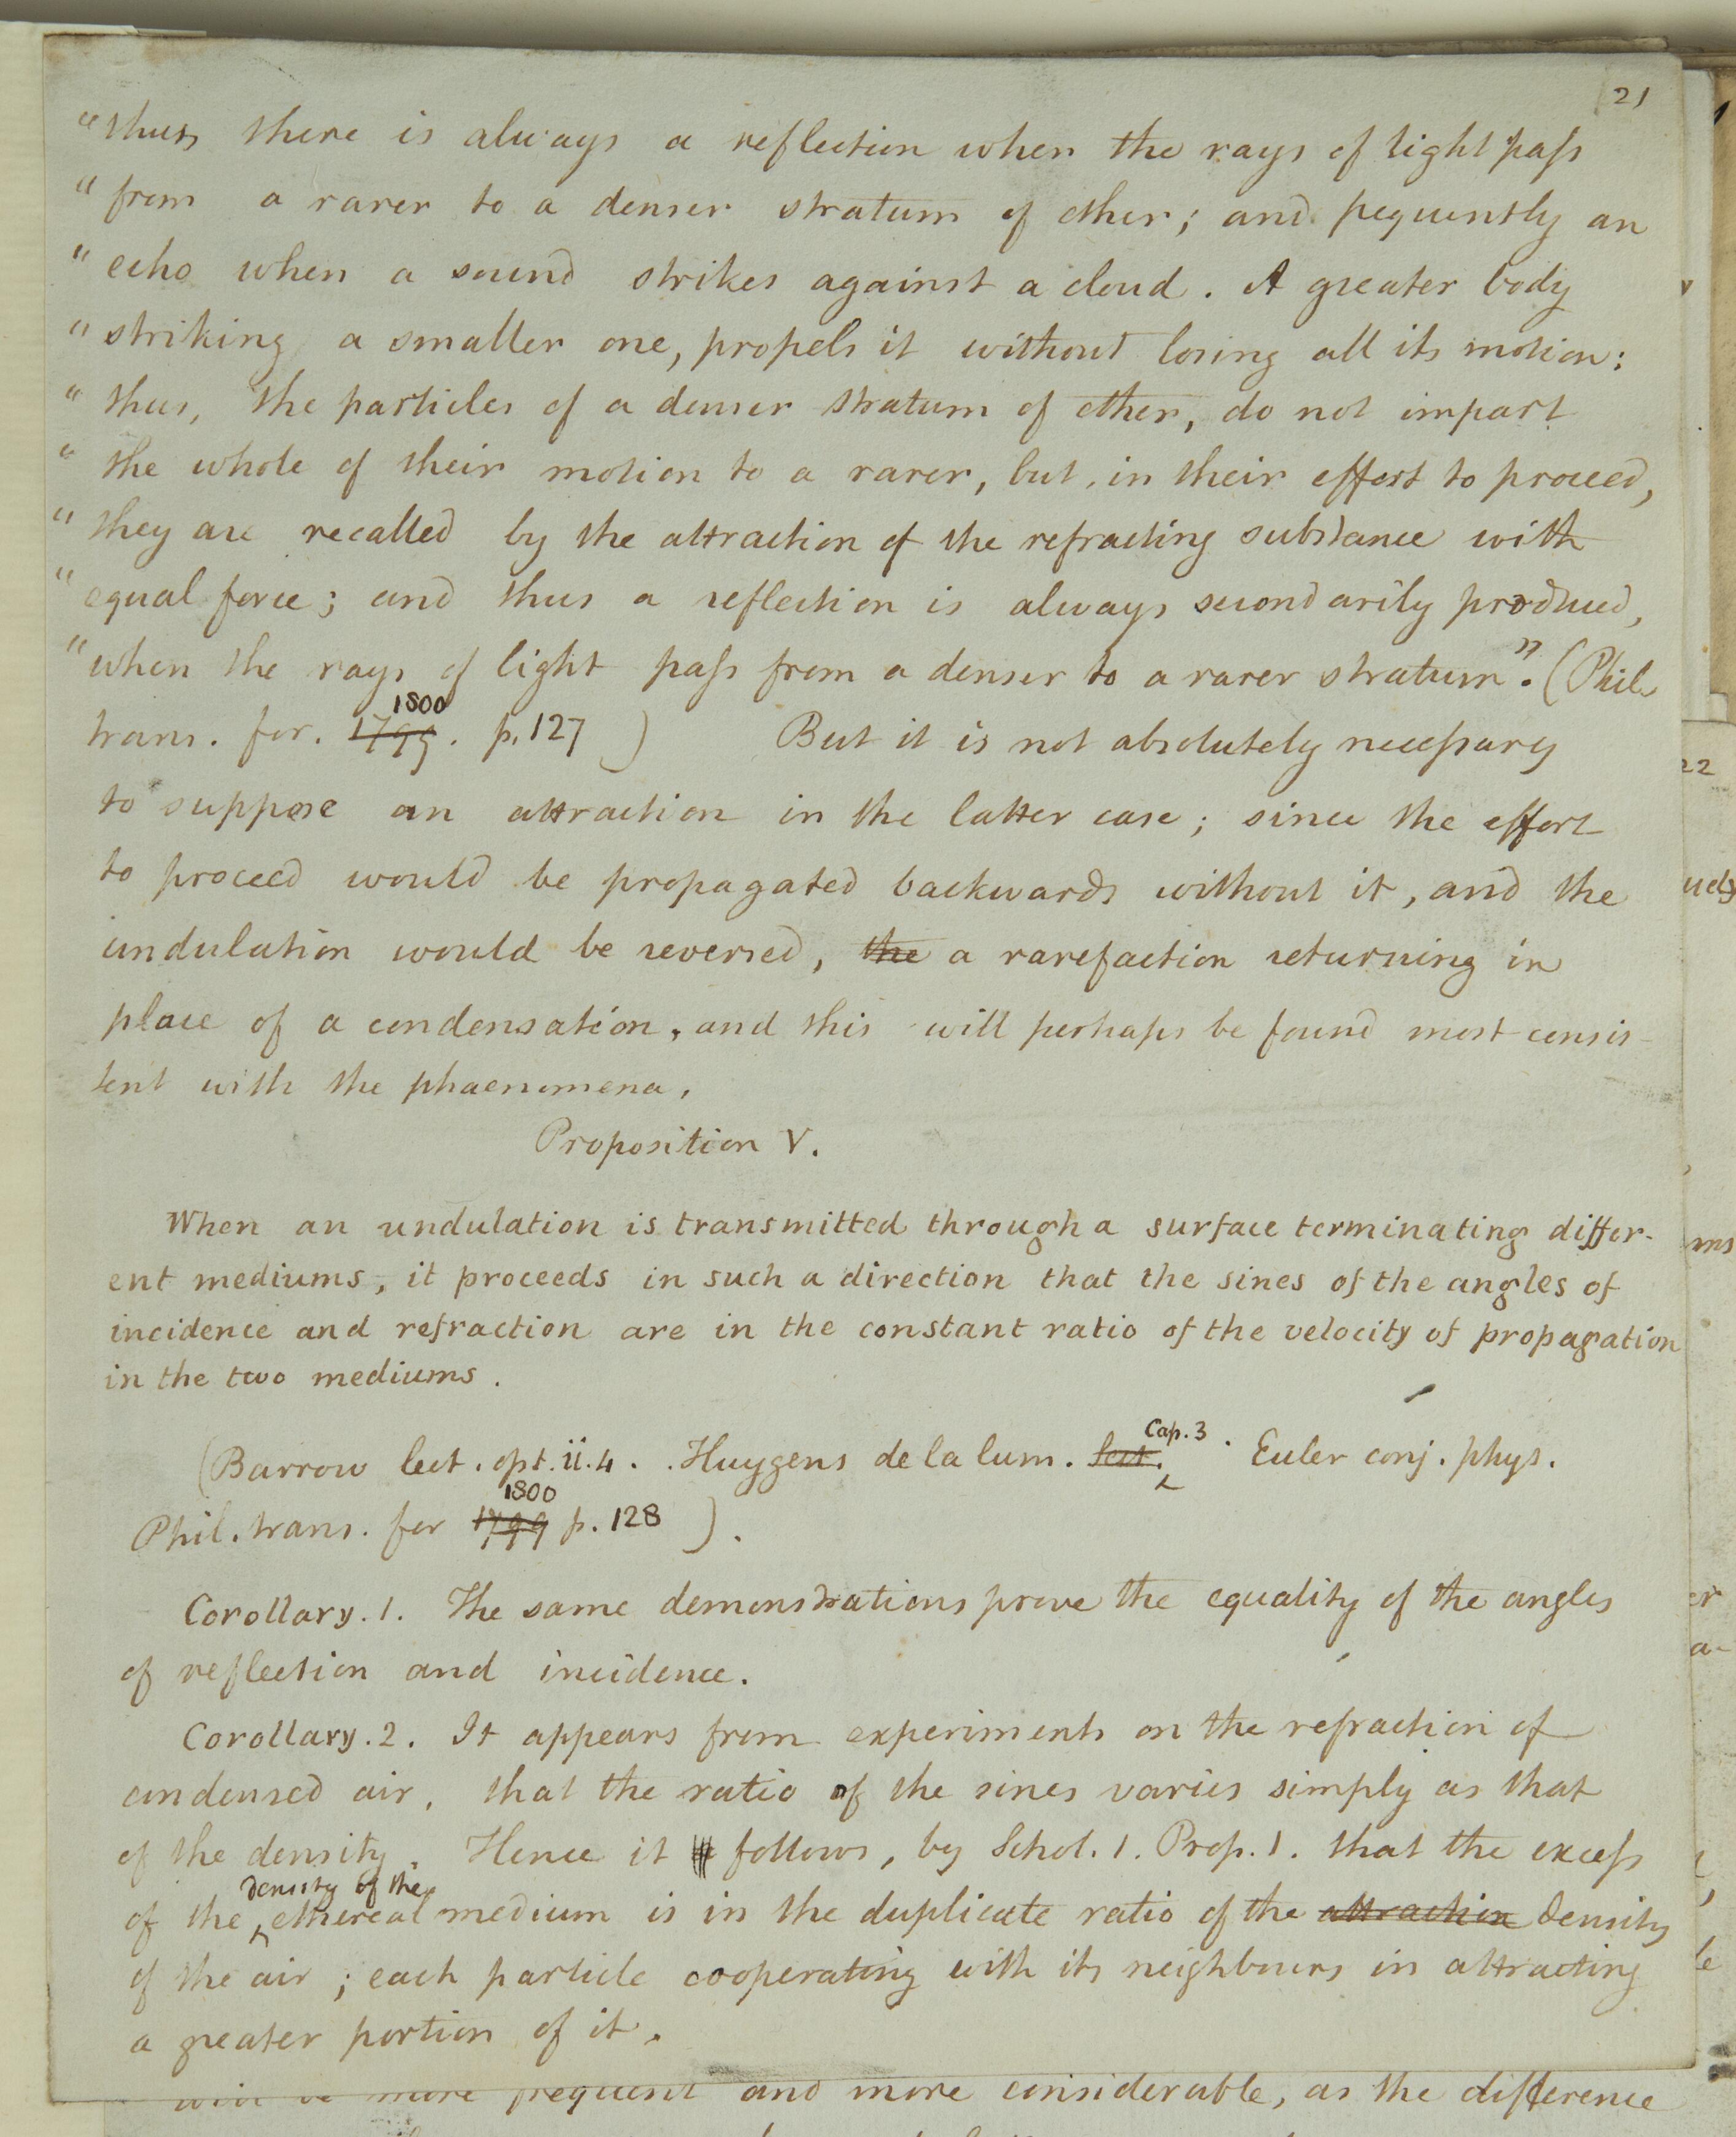 21
"thus, there is always a reflection when the rays of light pass
"from a rarer to a denser stratum of ether; and frequently an
"echo when a sound strikes against a cloud. A greater body
"striking a smaller one, propels it without losing all its motion:
"thus, the particles of a denser stratum of ether, do not impart
"the whole of their motion to a rarer, but, in their effort to proceed,
"they are recalled by the attraction of the refracting substance with
"equal force; and thus a reflection is always secondarily produced,
"when the rays of light pass from a denser to a rarer stratum". (Phil.
1800
trans. for. 1799. p. 127 ) But it is not absolutely necessary
to suppose an attraction in the latter case; since the effort
to proceed would be propagated backwards without it, and the
undulation would be reversed, the a rarefaction returning in
place of a condensation, and this will perhaps be found most consis-
tent with the phaenomena.
Proposition V.
When an undulation is transmitted through a surface terminating differ-
ent mediums, it proceeds in such a direction that the sines of the angles of
incidence and refraction are in the constant ratio of the velocity of propagation
in the two mediums.
Cap. 3
(Barrow lect. opt. ii. 4. Huygens de la lum. Euler conj. phys.
1800
Phil. trans. for 1799 p. 128 ).
Corollary. 1. The same demonstrations prove the equality of the angles
of reflection and incidence.
Corollary. 2. It appears from experiments on the refraction of
condensed air, that the ratio of the sines varies simply as that
of the density. Hence it follows, by Schol. 1. Prop. 1. that the excess
density of the
of the ethereal medium is in the duplicate ratio of the attraction density
of the air; each particle cooperating with its neighbours in attracting
a greater portion of it.
more frequent and more considerable, as the difference
22